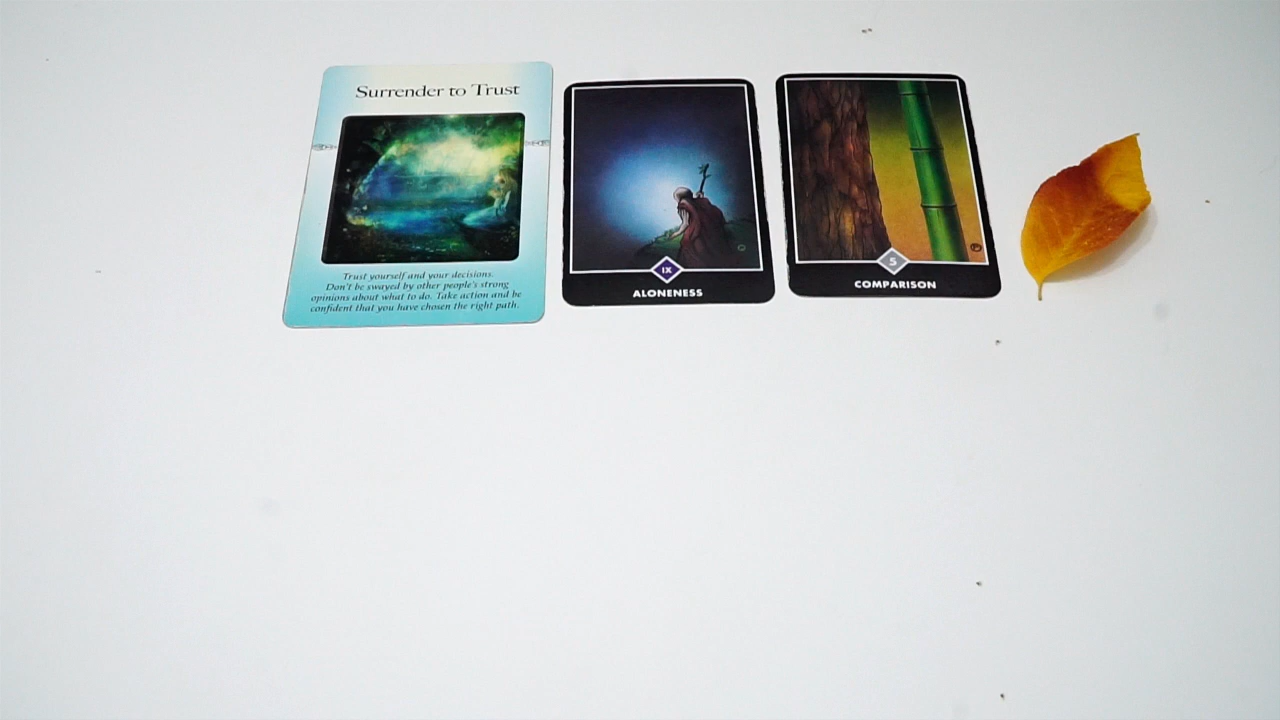 Surrender to Trust
Trust yourself and your decisions.
Don't be swayed by other people's strong
opinions about what to do. Take action and be
confident that you have chosen the right path.
IX
ALONENESS
5
COMPARISON